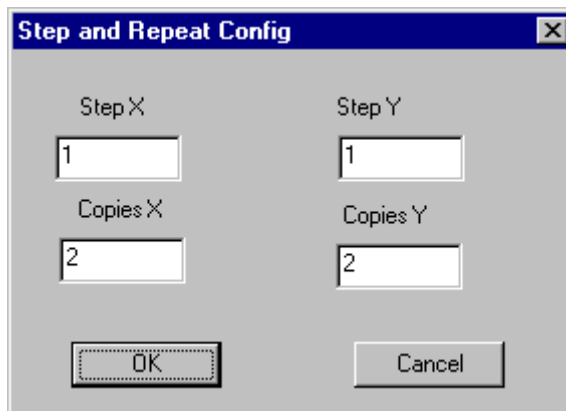 Step and Repeat Config
Step X Step Y
1 1
Copies X Copies Y
2 2
OK Cancel